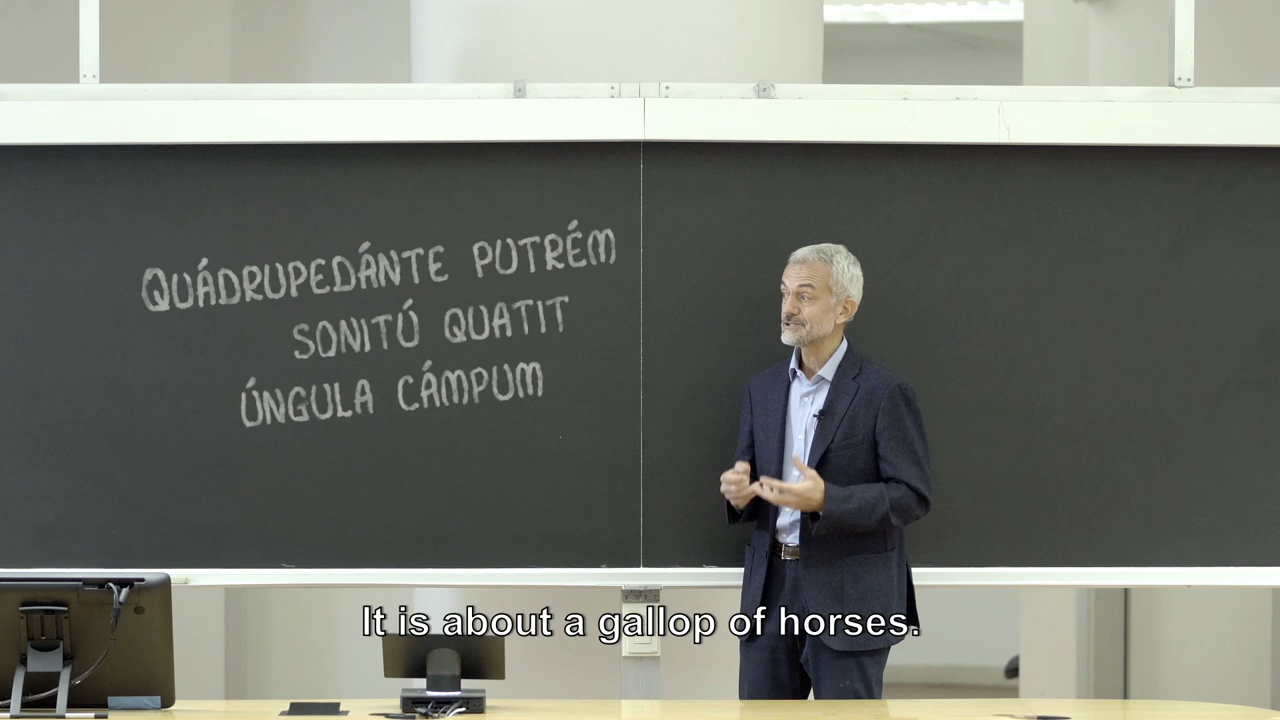 QUÁDRUPEDÁNTE PUTRÉM
SONITÚ QUATIT
ÚNGULA CÁMPUM
It is about a gallop of horses.